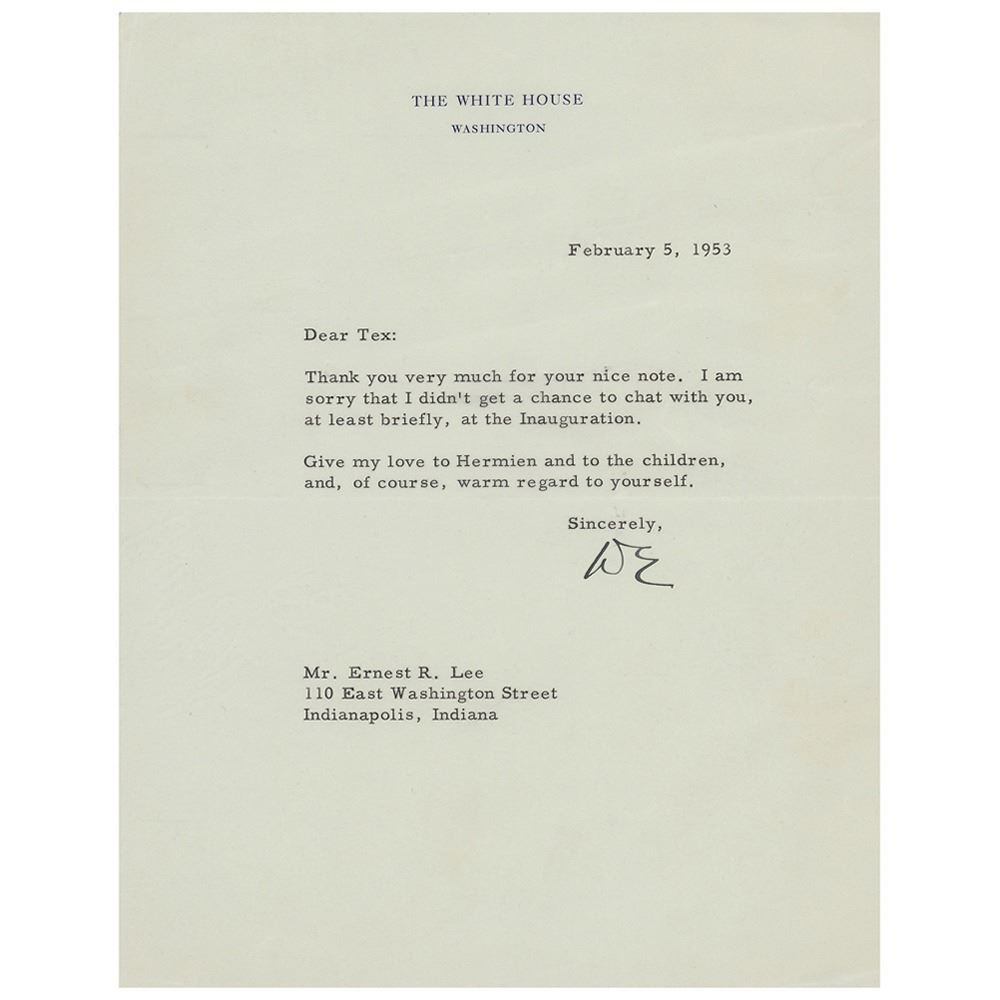 THE WHITE HOUSE
WASHINGTON
February 5, 1953
Dear Tex:
Thank you very much for your nice note. I am
sorry that I didn't get a chance to chat with you,
at least briefly, at the Inauguration.
Give my love to Hermien and to the children,
and, of course, warm regard to yourself.
Sincerely,
DE
Mr. Ernest R. Lee
110 East Washington Street
Indianapolis, Indiana